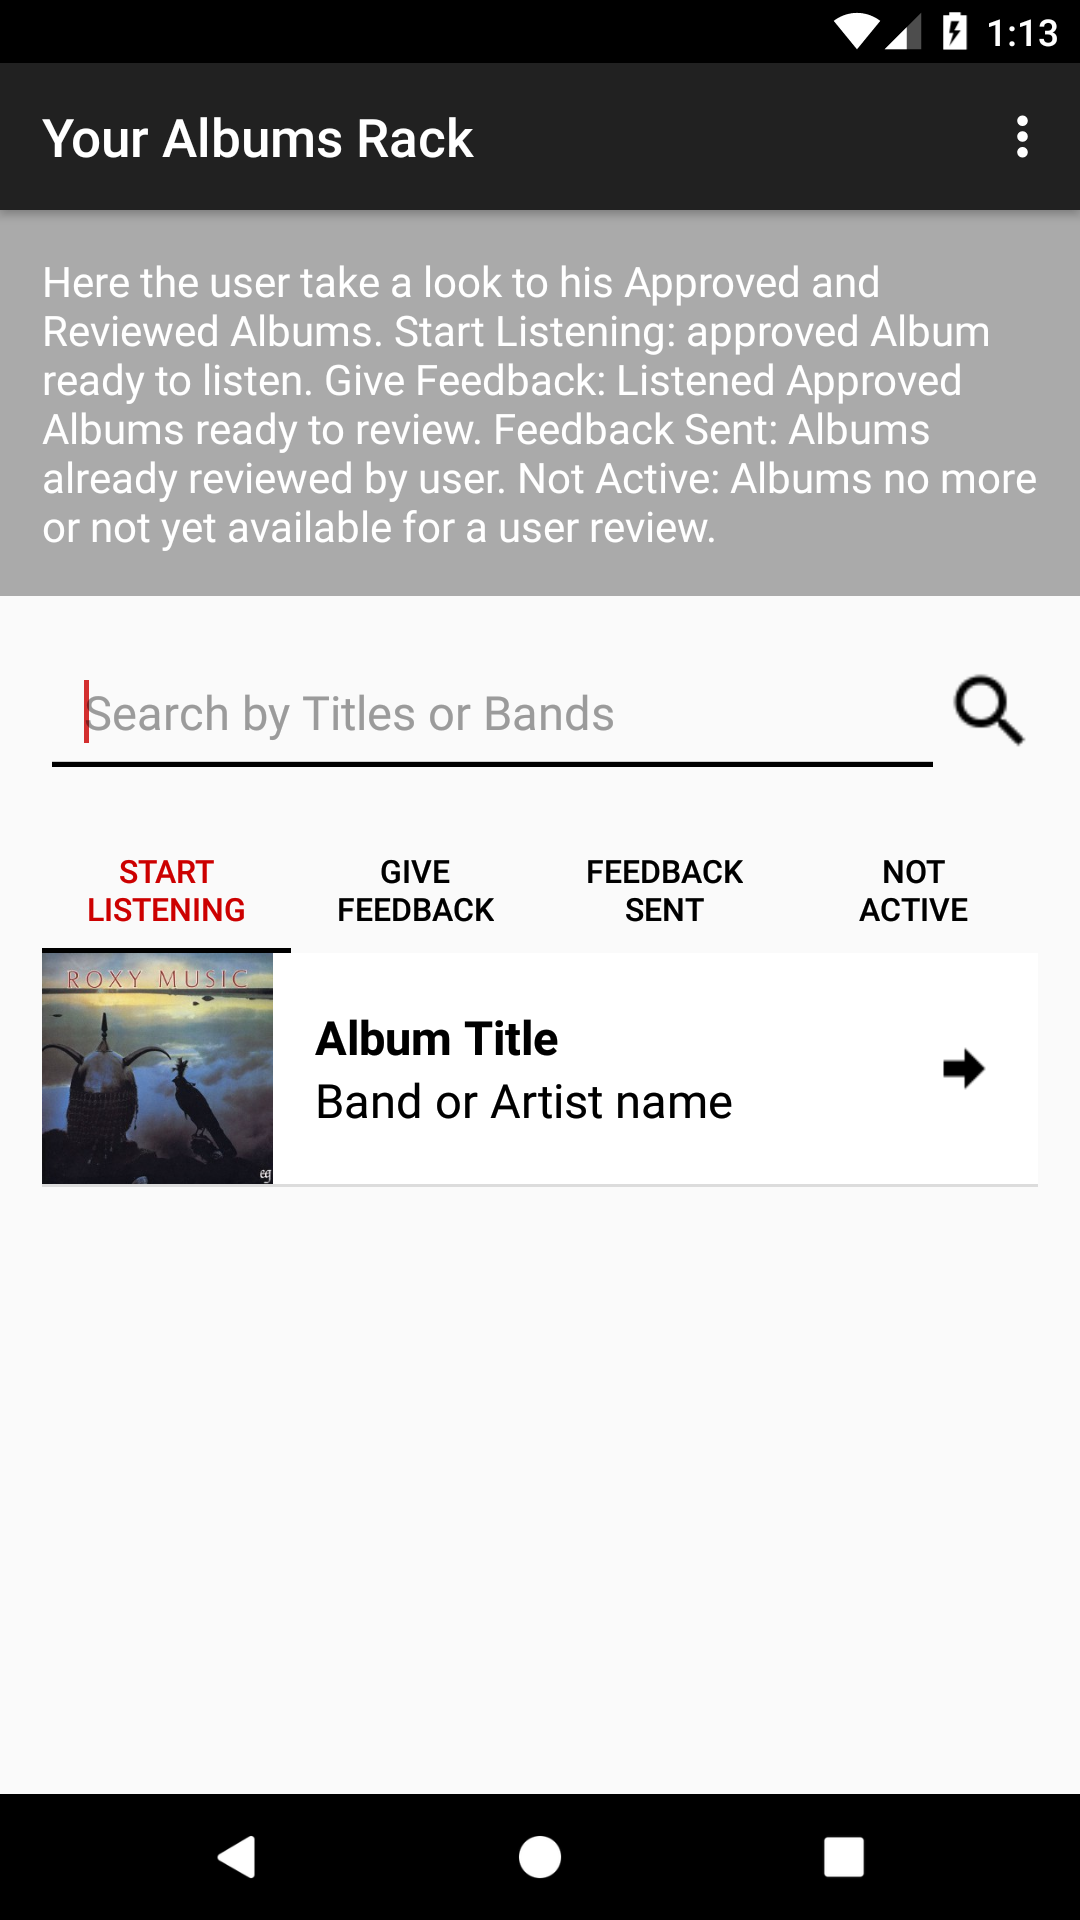 1:13
Your Albums Rack
Here the user take a look to his Approved and
Reviewed Albums. Start Listening: approved Album
ready to listen. Give Feedback: Listened Approved
Albums ready to review. Feedback Sent: Albums
already reviewed by user. Not Active: Albums no more
or not yet available for a user review.
Search by Titles or Bands
START
LISTENING
GIVE
FEEDBACK
FEEDBACK
SENT
NOT
ACTIVE
ROXY MUSIC
eg
Album Title
Band or Artist name